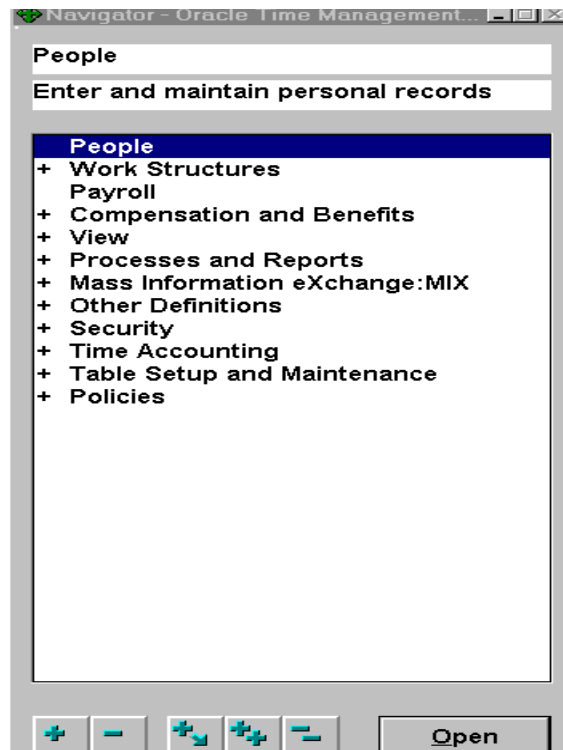 Navigator - Oracle Time Management...
People
Enter and maintain personal records
People
+ Work Structures
Payroll
+ Compensation and Benefits
+ View
+ Processes and Reports
+ Mass Information eXchange:MIX
+ Other Definitions
+ Security
+ Time Accounting
+ Table Setup and Maintenance
+ Policies
Open